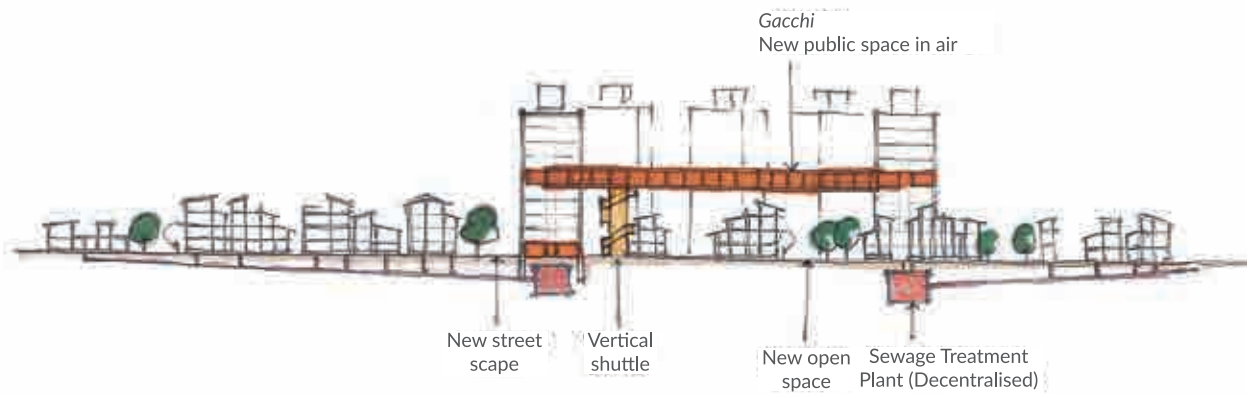 Gacchi
New public space in air
New street
scape
Vertical
shuttle
New open
space
Sewage Treatment
Plant (Decentralised)